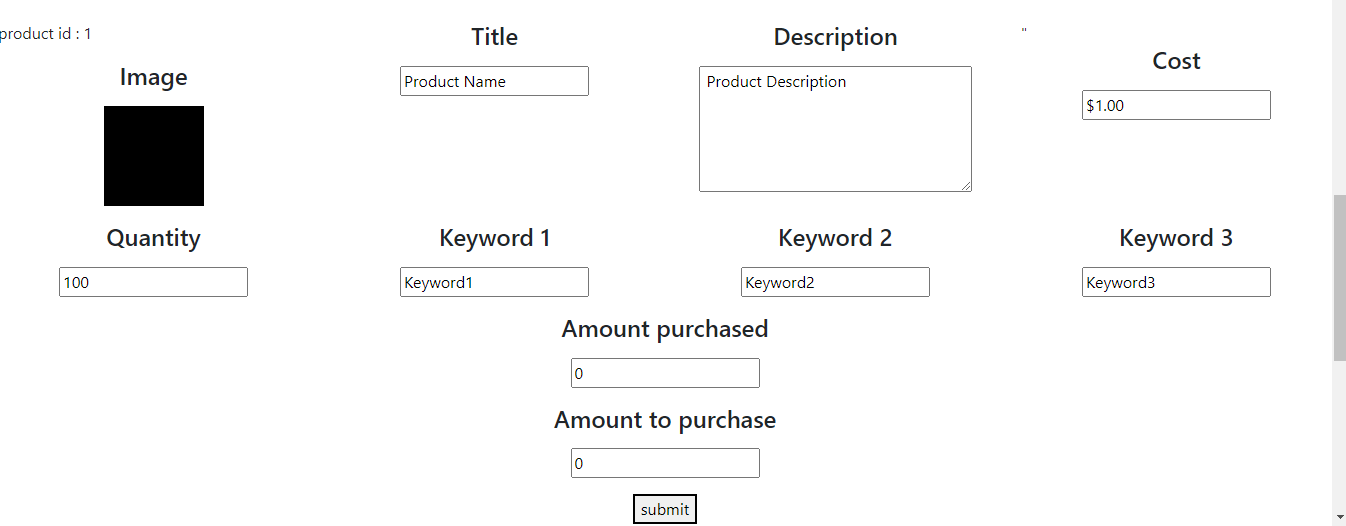 product id : 1
Title
Description
"
Cost
Image
Product Name
Product Description
$1.00
Quantity
Keyword 1
Keyword 2
Keyword 3
100
Keyword1
Keyword2
Keyword3
Amount purchased
0
Amount to purchase
0
submit